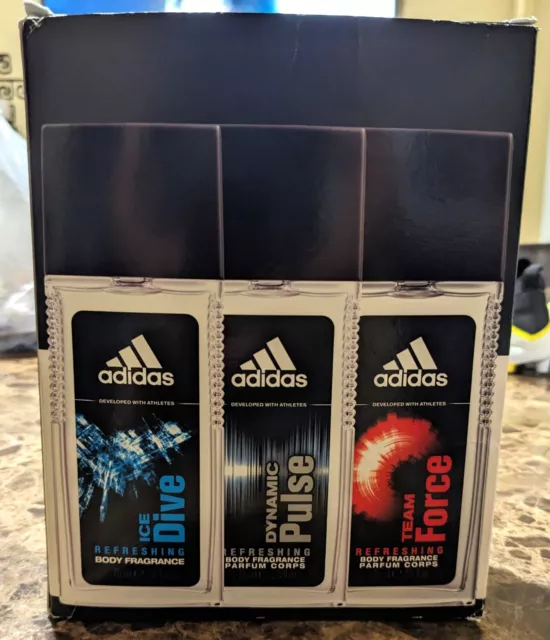 adidas
DEVELOPED WITH ATHLETES
ICE
Dive
REFRESHING
BODY FRAGRANCE
adidas
DEVELOPED WITH ATHLETES
DYNAMIC
Pulse
REFRESHING
BODY FRAGRANCE
PARFUM CORPS
adidas
DEVELOPED WITH ATHLETES
TEAM
Force
REFRESHING
BODY FRAGRANCE
PARFUM CORPS